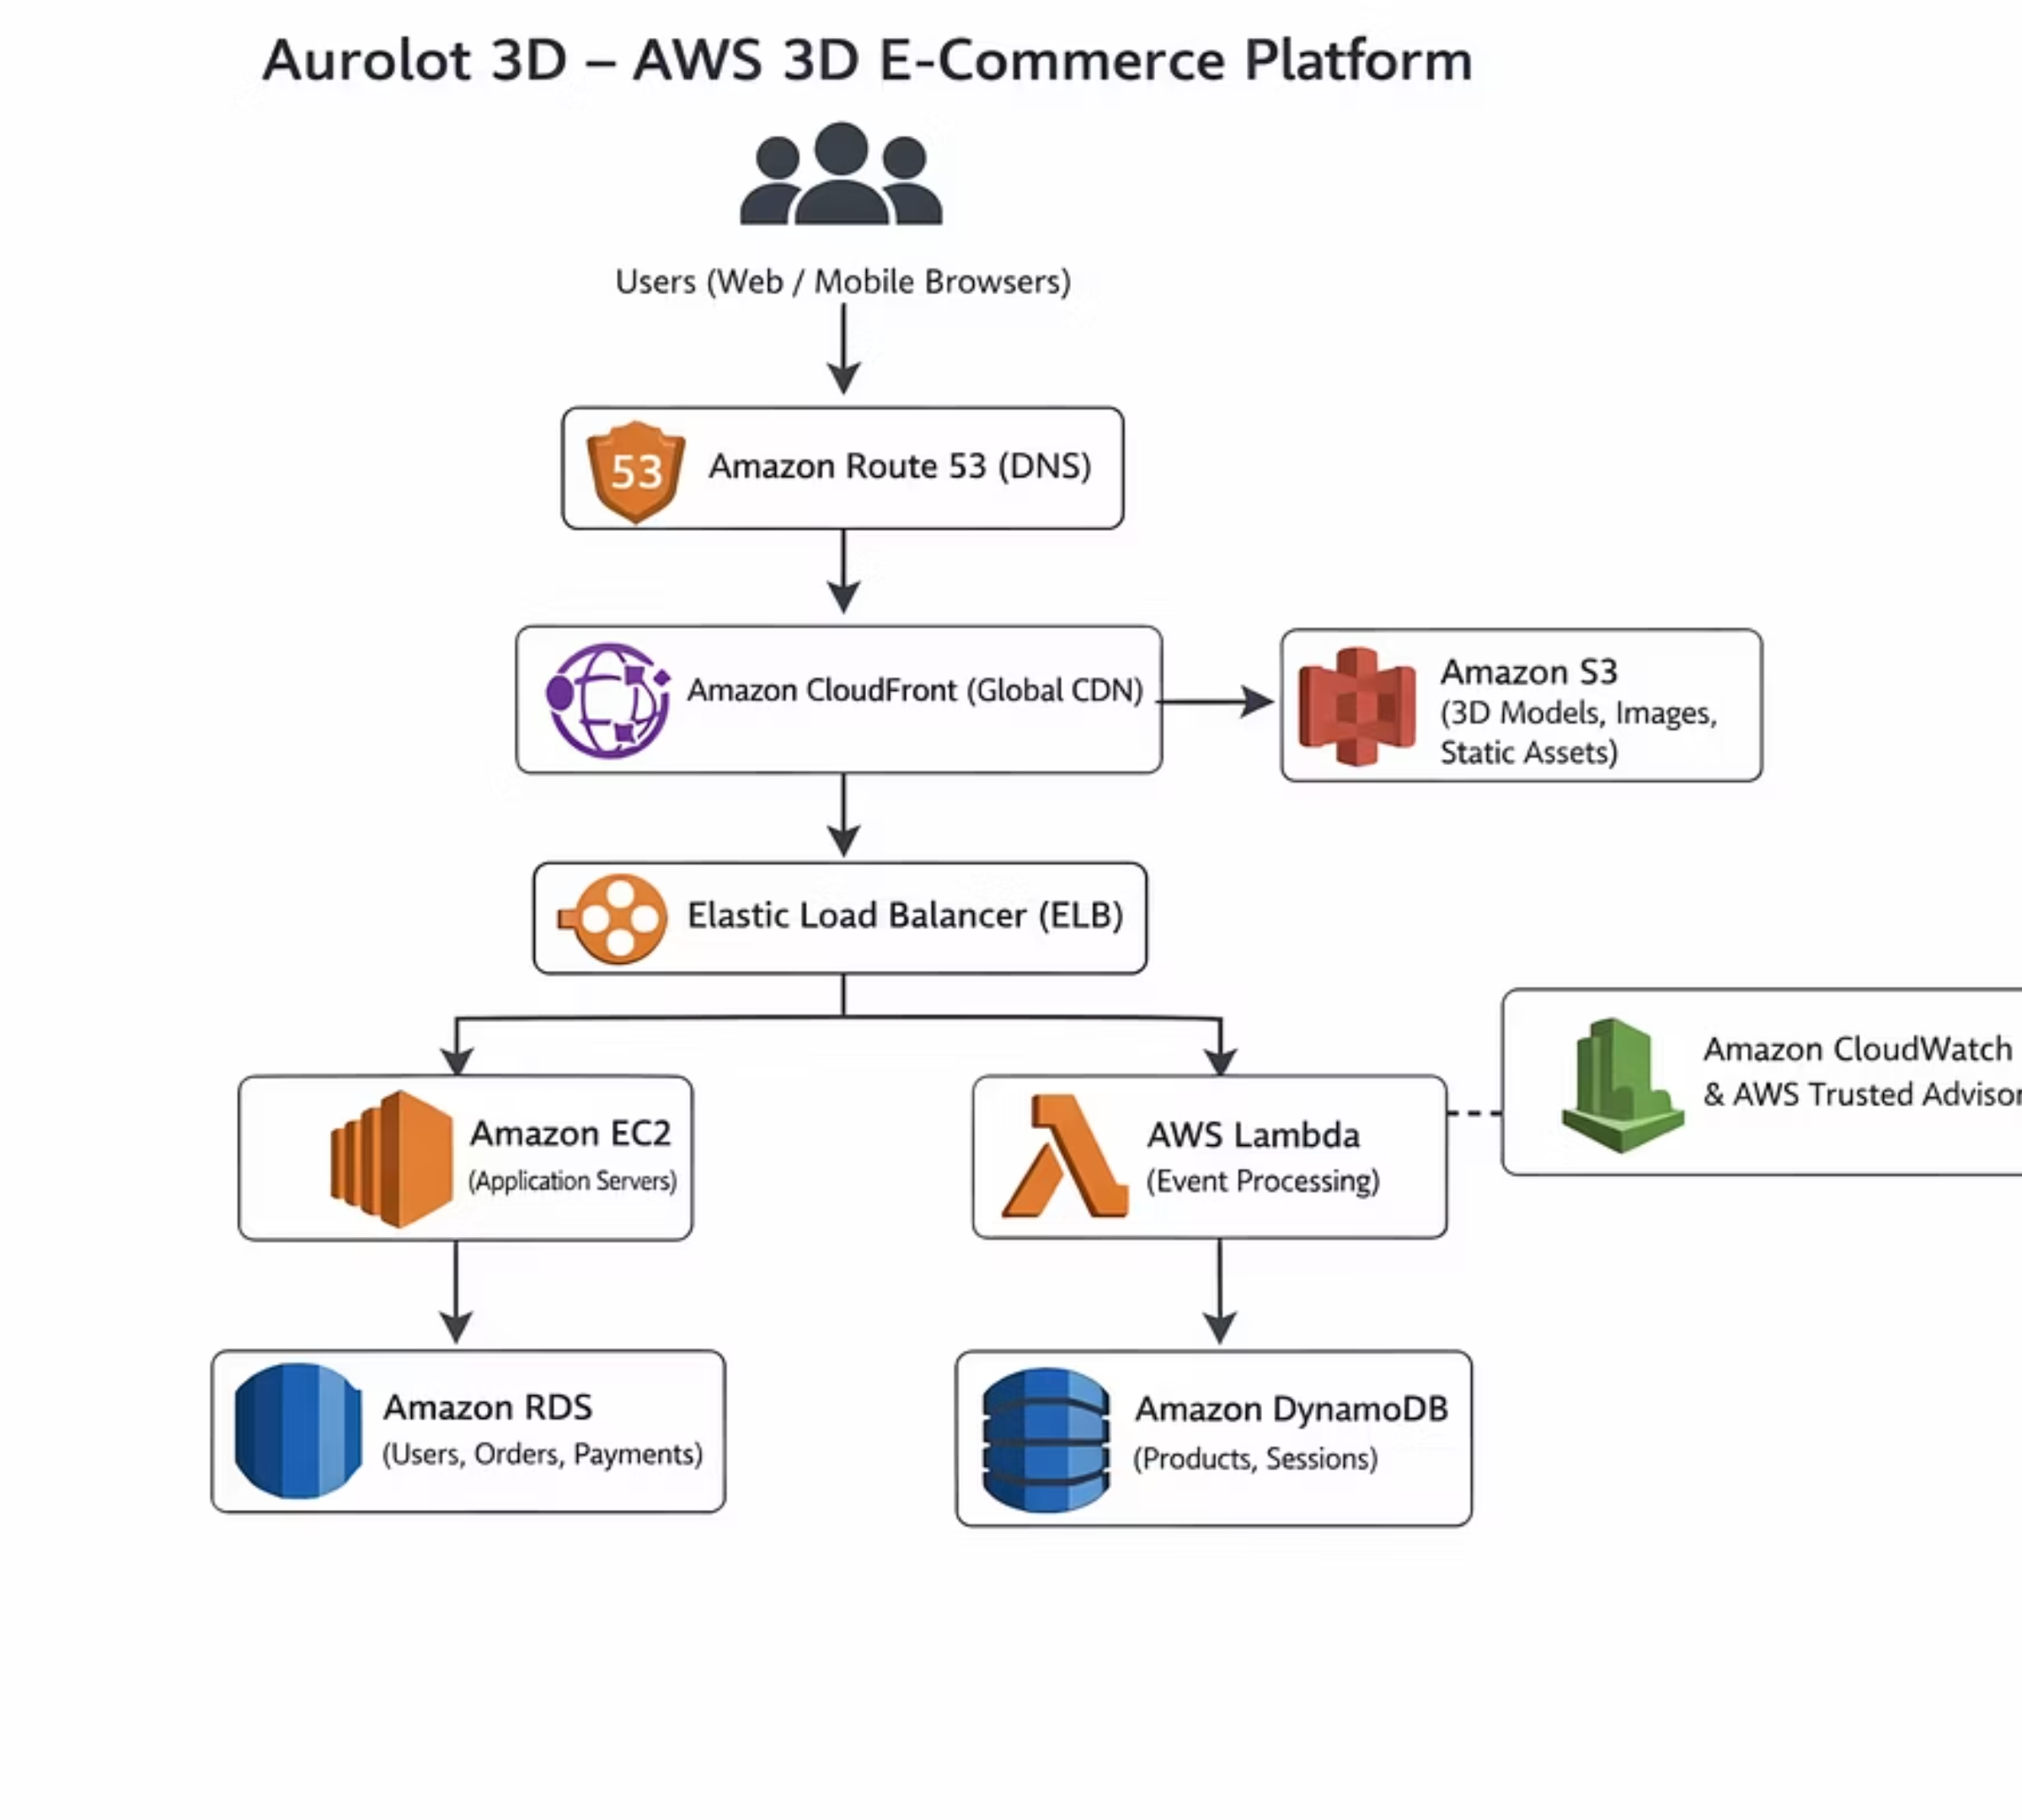 Aurolot 3D – AWS 3D E-Commerce Platform
Users (Web / Mobile Browsers)
53
Amazon Route 53 (DNS)
Amazon CloudFront (Global CDN)
Amazon S3
(3D Models, Images,
Static Assets)
Elastic Load Balancer (ELB)
Amazon CloudWatch
& AWS Trusted Advisor
Amazon EC2
(Application Servers)
AWS Lambda
(Event Processing)
Amazon RDS
(Users, Orders, Payments)
Amazon DynamoDB
(Products, Sessions)